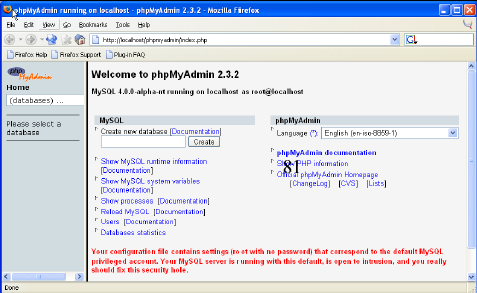 phpMyAdmin running on localhost - phpMyAdmin 2.3.2 - Mozilla Firefox
File Edit View Go Bookmarks Tools Help
http://localhost/phpmyadmin/index.php
Firefox Help Firefox Support Plug-in FAQ
php
MyAdmin
Home
(databases) ...
Please select a
database
Welcome to phpMyAdmin 2.3.2
MySQL 4.0.0-alpha-nt running on localhost as root@localhost
MySQL
Create new database [Documentation]
Create
Show MySQL runtime information
[Documentation]
Show MySQL system variables
[Documentation]
Show processes [Documentation]
Reload MySQL [Documentation]
Users [Documentation]
Databases statistics
phpMyAdmin
Language (*): English (en-iso-8859-1)
phpMyAdmin documentation
Show PHP information
81
Official phpMyAdmin Homepage
[ChangeLog] [CVS] [Lists]
Your configuration file contains settings (root with no password) that correspond to the default MySQL
privileged account. Your MySQL server is running with this default, is open to intrusion, and you really
should fix this security hole.
Done